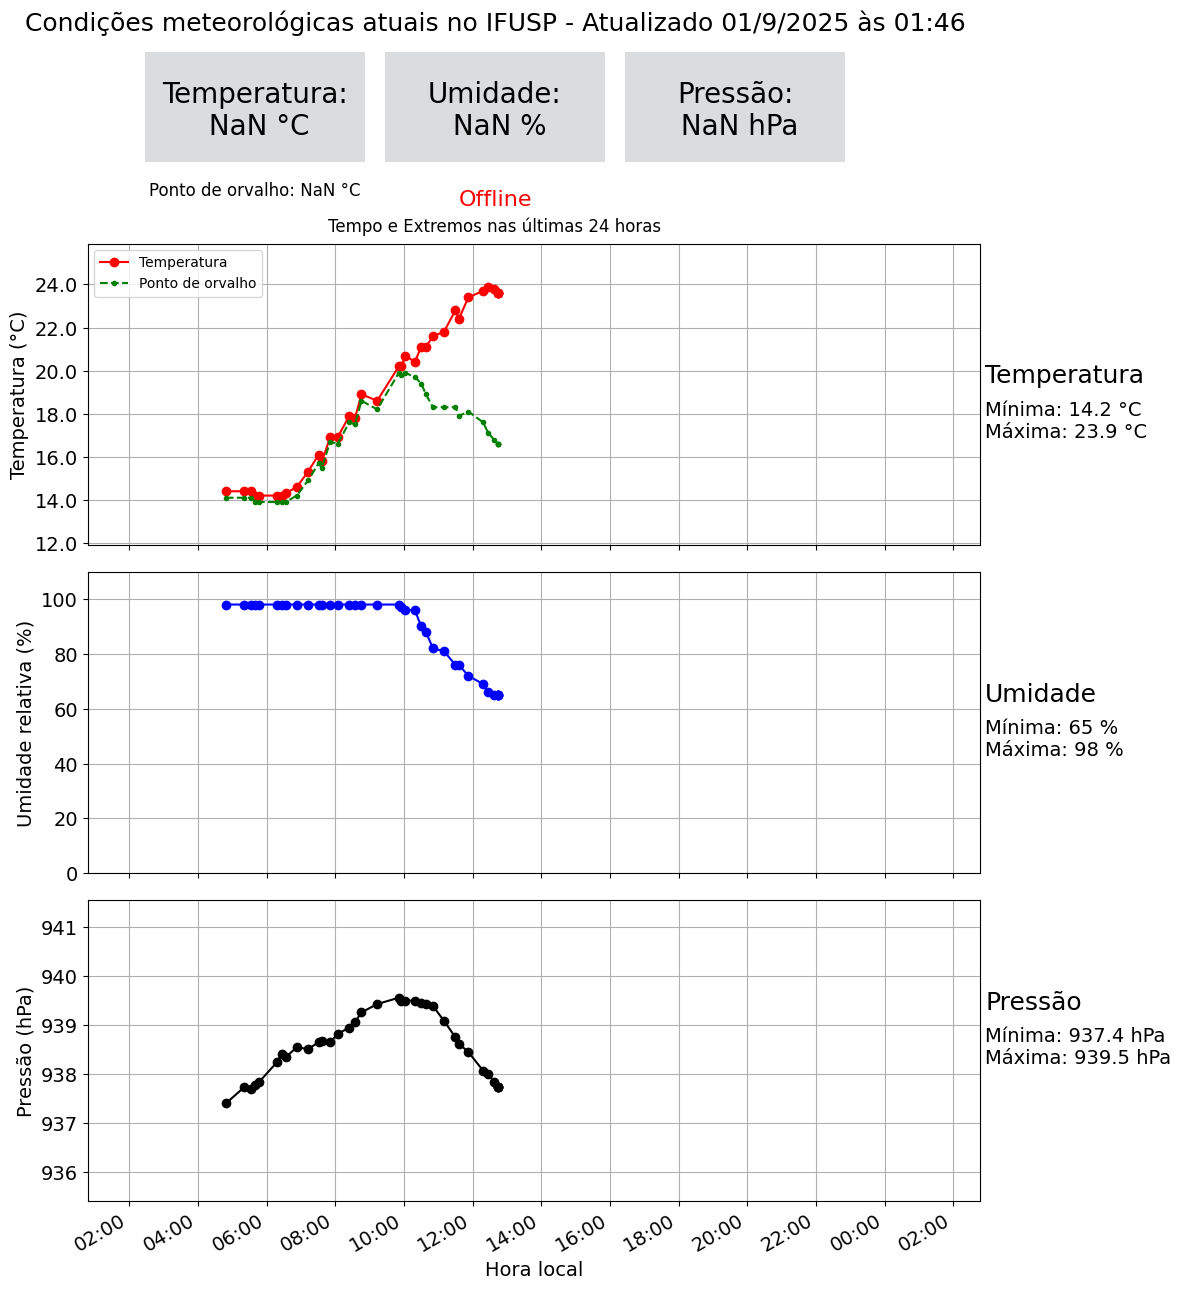 Condições meteorológicas atuais no IFUSP - Atualizado 01/9/2025 às 01:46
Temperatura:
NaN °C
Umidade:
NaN %
Pressão:
NaN hPa
Ponto de orvalho: NaN °C
Offline
Tempo e Extremos nas últimas 24 horas
Temperatura
Ponto de orvalho
Temperatura (°C)
24.0
22.0
20.0
18.0
16.0
14.0
12.0
Temperatura
Mínima: 14.2 °C
Máxima: 23.9 °C
Umidade relativa (%)
100
80
60
40
20
0
Umidade
Mínima: 65 %
Máxima: 98 %
Pressão (hPa)
941
940
939
938
937
936
Pressão
Mínima: 937.4 hPa
Máxima: 939.5 hPa
02:00
04:00
06:00
08:00
10:00
12:00
14:00
16:00
18:00
20:00
22:00
00:00
02:00
Hora local